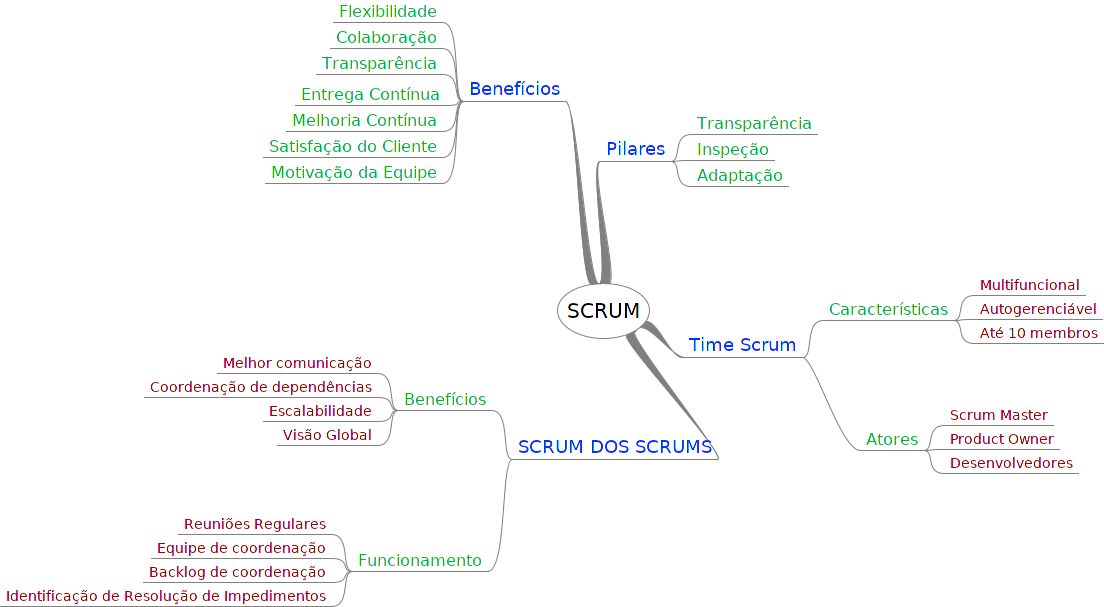 SCRUM
Benefícios
Flexibilidade
Colaboração
Transparência
Entrega Contínua
Melhoria Contínua
Satisfação do Cliente
Motivação da Equipe
Pilares
Transparência
Inspeção
Adaptação
Time Scrum
Características
Multifuncional
Autogerenciável
Até 10 membros
Atores
Scrum Master
Product Owner
Desenvolvedores
SCRUM DOS SCRUMS
Benefícios
Melhor comunicação
Coordenação de dependências
Escalabilidade
Visão Global
Funcionamento
Reuniões Regulares
Equipe de coordenação
Backlog de coordenação
Identificação de Resolução de Impedimentos